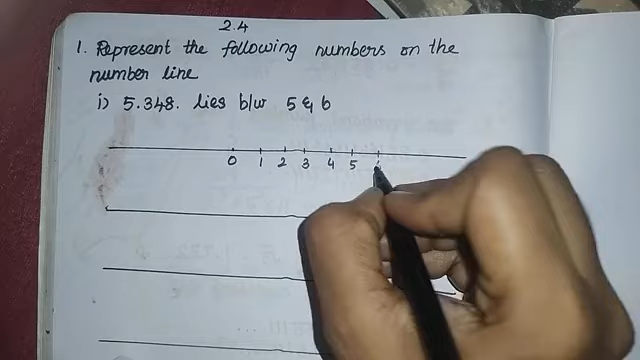 2.4
1. Represent the following numbers on the
number line
i) 5.348. lies b/w 5 & 6
0 1 2 3 4 5